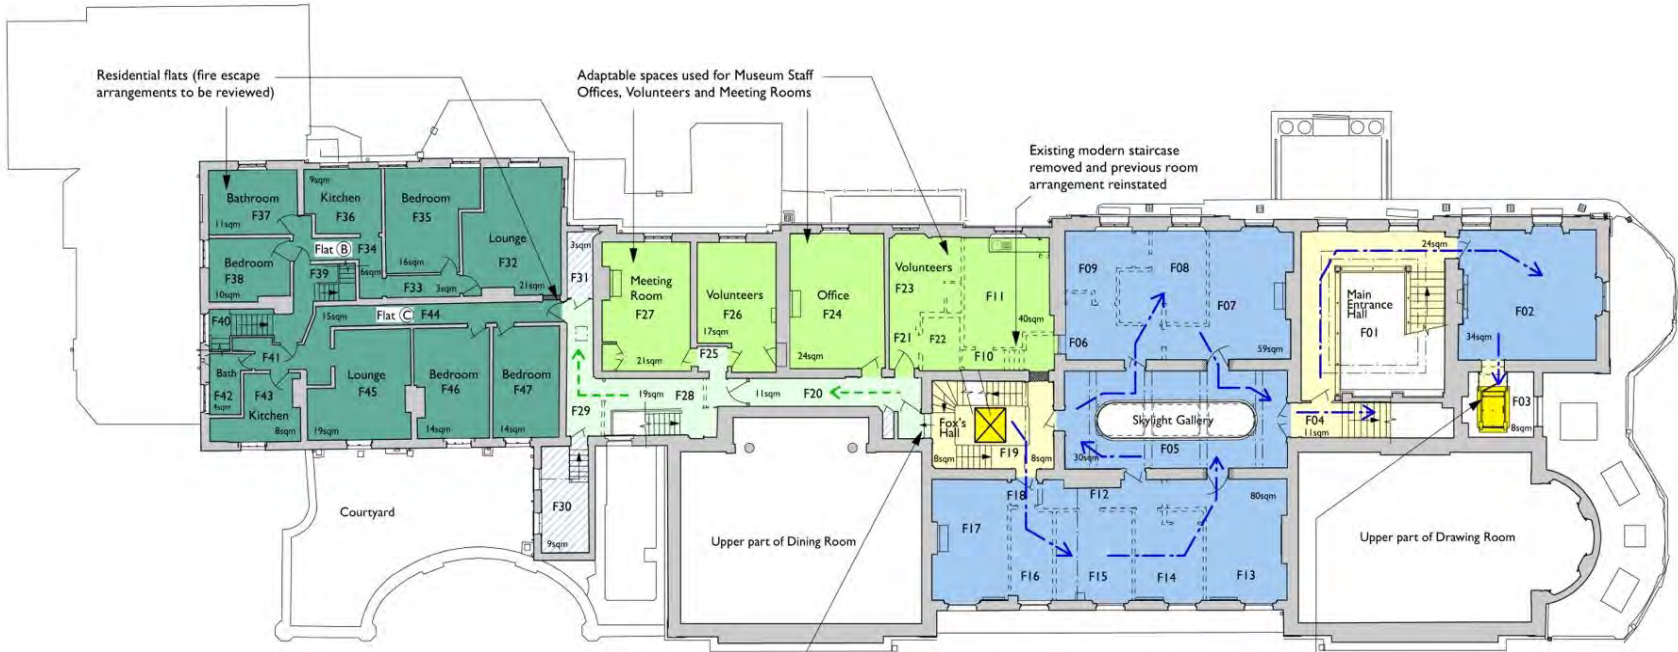 Residential flats (fire escape
arrangements to be reviewed)
Adaptable spaces used for Museum Staff
Offices, Volunteers and Meeting Rooms
Existing modern staircase
removed and previous room
arrangement reinstated
Bathroom
F37
11sqm
9sqm
Kitchen
F36
Bedroom
F35
16sqm
Lounge
F32
21sqm
Flat B
F34
6sqm
F33
3sqm
Bedroom
F38
10sqm
F39
15sqm
Flat C
F44
F40
F41
Bath
F42
4sqm
F43
Kitchen
8sqm
Lounge
F45
19sqm
Bedroom
F46
14sqm
Bedroom
F47
14sqm
3sqm
F31
Meeting
Room
F27
21sqm
Volunteers
F26
17sqm
F25
Office
F24
24sqm
Volunteers
F23
F11
40sqm
F21
F22
F10
F29
19sqm
F28
11sqm
F20
F30
9sqm
Fox's
Hall
8sqm
F19
8sqm
F09
F08
F07
F06
59sqm
Skylight Gallery
F05
30sqm
F18
F12
80sqm
F17
F16
F15
F14
F13
24sqm
Main
Entrance
Hall
F01
F02
34sqm
F03
8sqm
F04
11sqm
Courtyard
Upper part of Dining Room
Upper part of Drawing Room